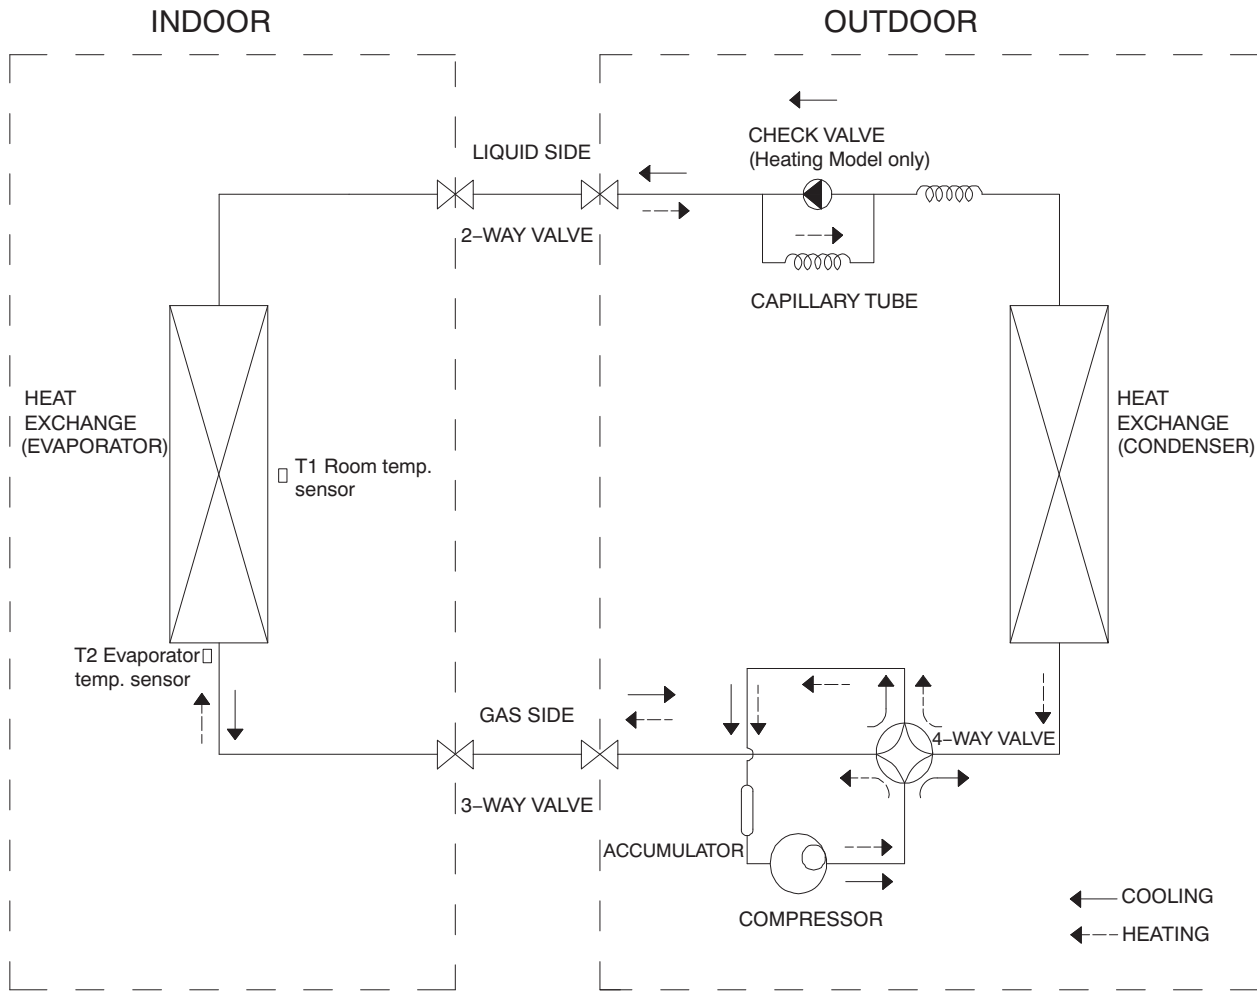 INDOOR
OUTDOOR
CHECK VALVE
(Heating Model only)
LIQUID SIDE
2-WAY VALVE
CAPILLARY TUBE
HEAT
EXCHANGE
(EVAPORATOR)
HEAT
EXCHANGE
(CONDENSER)
T1 Room temp.
sensor
T2 Evaporator
temp. sensor
GAS SIDE
4-WAY VALVE
3-WAY VALVE
ACCUMULATOR
COMPRESSOR
COOLING
HEATING